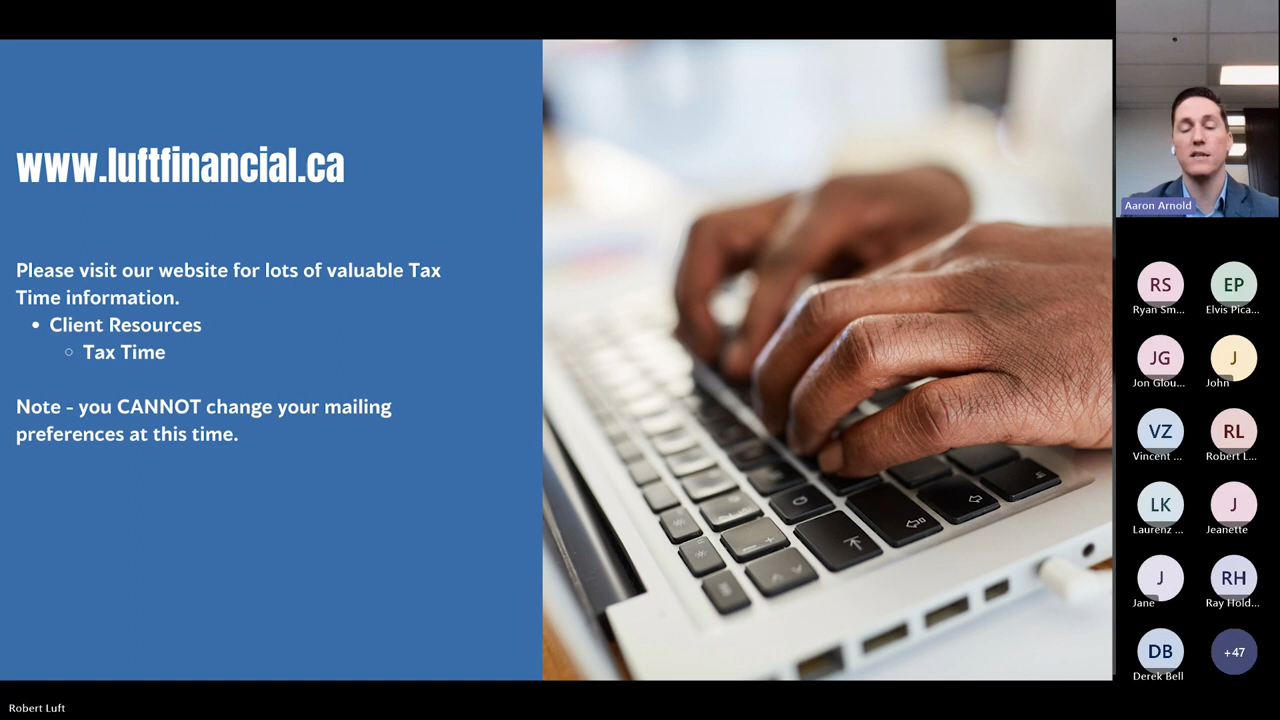 www.luftfinancial.ca
Please visit our website for lots of valuable Tax
Time information.
• Client Resources
○ Tax Time
Note - you CANNOT change your mailing
preferences at this time.
Aaron Arnold
RS
EP
Ryan Sm...
Elvis Pica...
JG
J
Jon Glou...
John
VZ
RL
Vincent ...
Robert L...
LK
J
Laurenz ...
Jeanette
J
RH
Jane
Ray Hold...
DB
+47
Derek Bell
Robert Luft